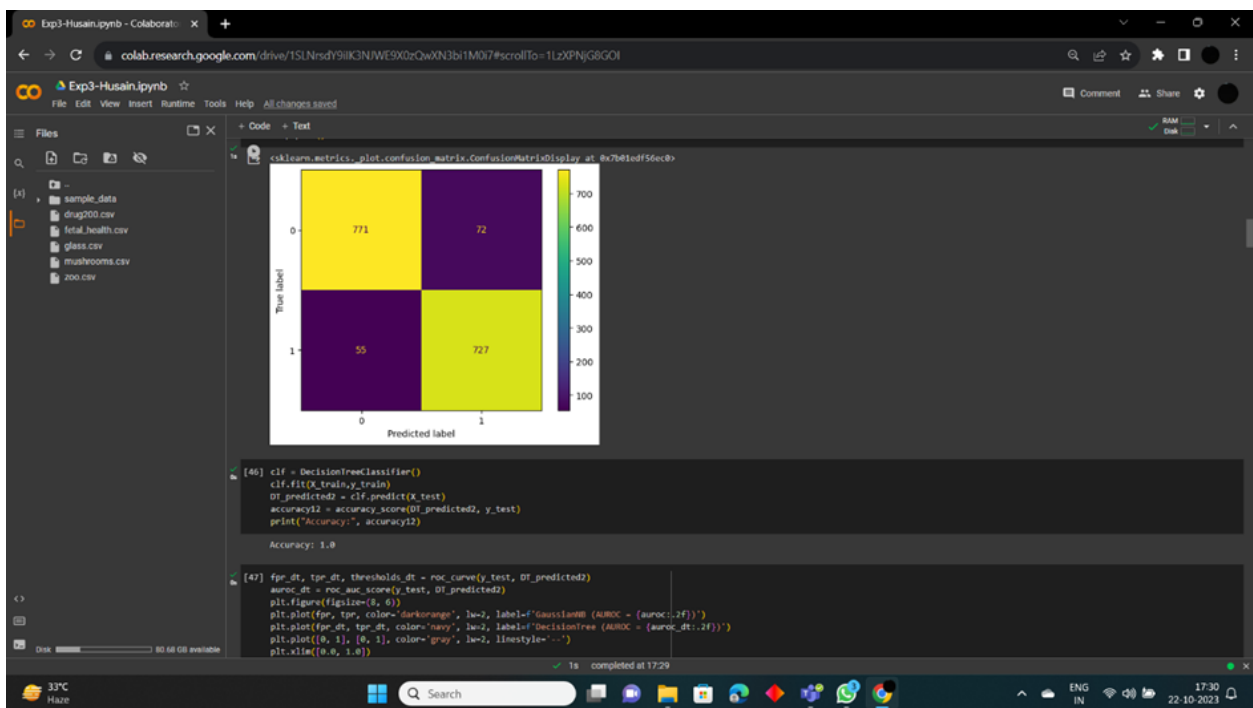 Exp3-Husain.ipynb - Colaborato
colab.research.google.com/drive/1SLNrsdY9iIK3NJWE9X0zQwXN3bi1M0i7#scrollTo=1LzXPNjG8GOI
Exp3-Husain.ipynb
File Edit View Insert Runtime Tools Help All changes saved
Comment Share
Files
+ Code + Text
RAM
Disk
..
sample_data
drug200.csv
fetal_health.csv
glass.csv
mushrooms.csv
zoo.csv
{x}
1s
<sklearn.metrics._plot.confusion_matrix.ConfusionMatrixDisplay at 0x7b01edf56ec0>
True label
0
1
771 72
55 727
0 1
Predicted label
700
600
500
400
300
200
100
[46] clf = DecisionTreeClassifier()
0s
clf.fit(X_train,y_train)
DT_predicted2 = clf.predict(X_test)
accuracy12 = accuracy_score(DT_predicted2, y_test)
print("Accuracy:", accuracy12)
Accuracy: 1.0
[47] fpr_dt, tpr_dt, thresholds_dt = roc_curve(y_test, DT_predicted2)
0s
auroc_dt = roc_auc_score(y_test, DT_predicted2)
plt.figure(figsize=(8, 6))
plt.plot(fpr, tpr, color='darkorange', lw=2, label=f'GaussianNB (AUROC = {auroc:.2f})')
plt.plot(fpr_dt, tpr_dt, color='navy', lw=2, label=f'DecisionTree (AUROC = {auroc_dt:.2f})')
plt.plot([0, 1], [0, 1], color='gray', lw=2, linestyle='--')
plt.xlim([0.0, 1.0])
Disk 80.68 GB available
1s completed at 17:29
33°C
Haze
Search
ENG
IN
17:30
22-10-2023